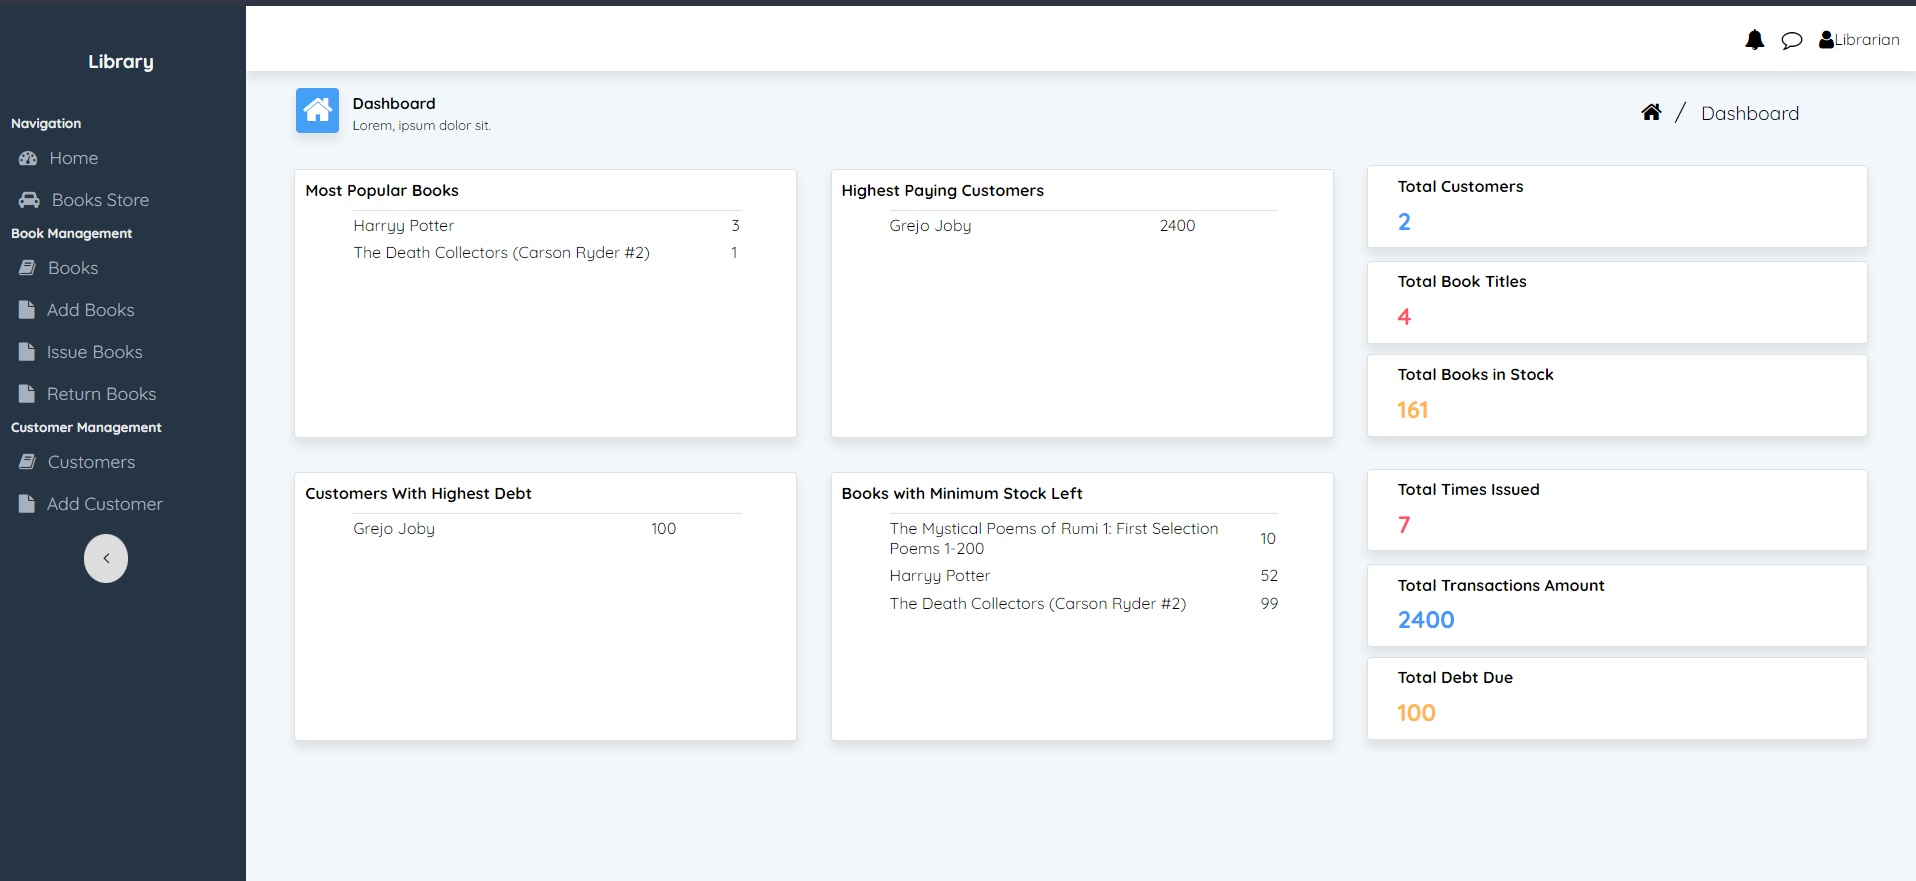 Library
Navigation
Home
Books Store
Book Management
Books
Add Books
Issue Books
Return Books
Customer Management
Customers
Add Customer
Librarian
Dashboard
Lorem, ipsum dolor sit.
/ Dashboard
Most Popular Books
Harryy Potter 3
The Death Collectors (Carson Ryder #2) 1
Highest Paying Customers
Grejo Joby 2400
Total Customers
2
Total Book Titles
4
Total Books in Stock
161
Customers With Highest Debt
Grejo Joby 100
Books with Minimum Stock Left
The Mystical Poems of Rumi 1: First Selection
Poems 1-200 10
Harryy Potter 52
The Death Collectors (Carson Ryder #2) 99
Total Times Issued
7
Total Transactions Amount
2400
Total Debt Due
100